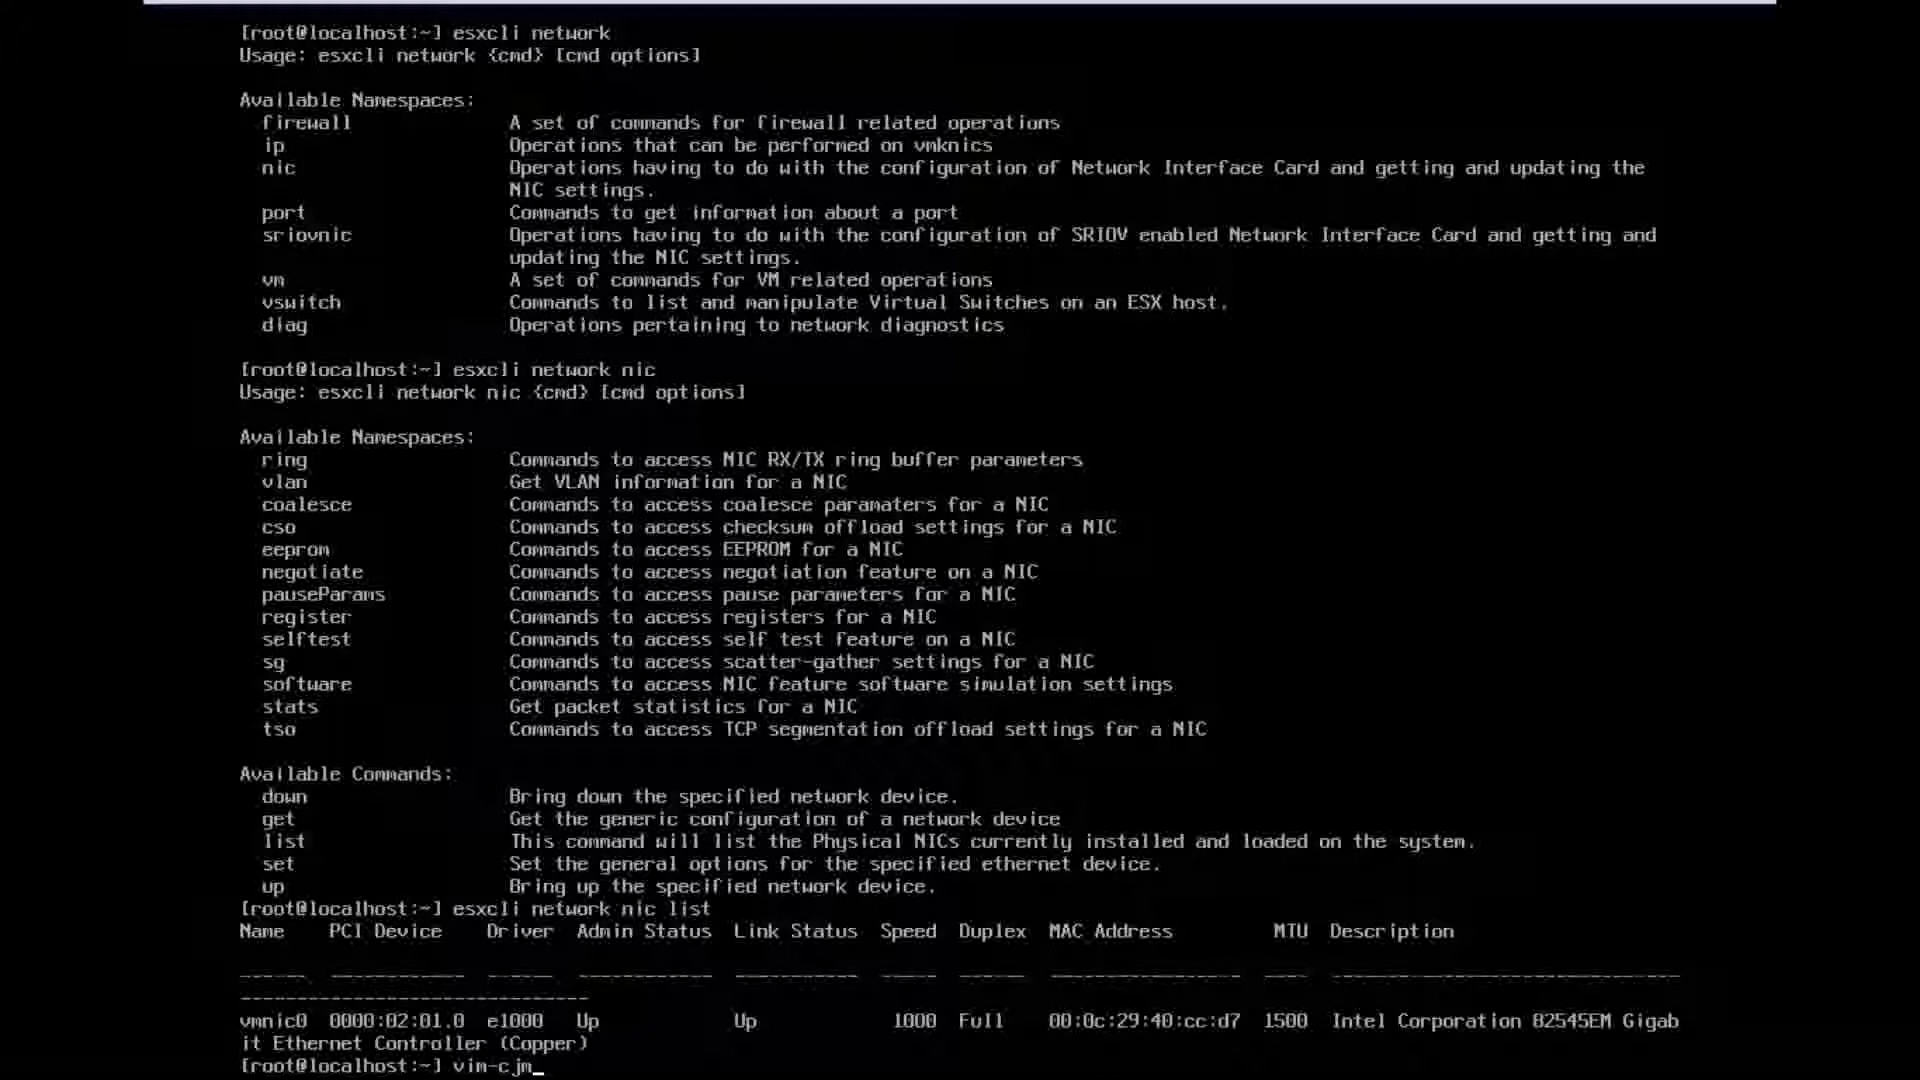 [root@localhost:~] esxcli network
Usage: esxcli network {cmd} [cmd options]
Available Namespaces:
firewall A set of commands for firewall related operations
ip Operations that can be performed on vmknics
nic Operations having to do with the configuration of Network Interface Card and getting and updating the
NIC settings.
port Commands to get information about a port
sriovnic Operations having to do with the configuration of SRIOV enabled Network Interface Card and getting and
updating the NIC settings.
vm A set of commands for VM related operations
vswitch Commands to list and manipulate Virtual Switches on an ESX host.
diag Operations pertaining to network diagnostics
[root@localhost:~] esxcli network nic
Usage: esxcli network nic {cmd} [cmd options]
Available Namespaces:
ring Commands to access NIC RX/TX ring buffer parameters
vlan Get VLAN information for a NIC
coalesce Commands to access coalesce paramaters for a NIC
cso Commands to access checksum offload settings for a NIC
eeprom Commands to access EEPROM for a NIC
negotiate Commands to access negotiation feature on a NIC
pauseParams Commands to access pause parameters for a NIC
register Commands to access registers for a NIC
selftest Commands to access self test feature on a NIC
sg Commands to access scatter-gather settings for a NIC
software Commands to access NIC feature software simulation settings
stats Get packet statistics for a NIC
tso Commands to access TCP segmentation offload settings for a NIC
Available Commands:
down Bring down the specified network device.
get Get the generic configuration of a network device
list This command will list the Physical NICs currently installed and loaded on the system.
set Set the general options for the specified ethernet device.
up Bring up the specified network device.
[root@localhost:~] esxcli network nic list
Name PCI Device Driver Admin Status Link Status Speed Duplex MAC Address MTU Description
------ ------------ ------ ------------ ----------- ----- ------ ----------------- ---- -------------------------------
-------------------------------
vmnic0 0000:02:01.0 e1000 Up Up 1000 Full 00:0c:29:40:cc:d7 1500 Intel Corporation 82545EM Gigab
it Ethernet Controller (Copper)
[root@localhost:~] vim-cjm_